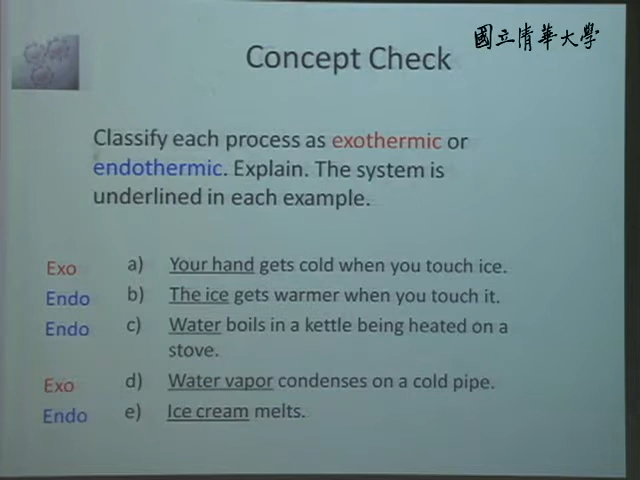 國立清華大學
Concept Check
Classify each process as exothermic or
endothermic. Explain. The system is
underlined in each example.
Exo a) Your hand gets cold when you touch ice.
Endo b) The ice gets warmer when you touch it.
Endo c) Water boils in a kettle being heated on a
stove.
Exo d) Water vapor condenses on a cold pipe.
Endo e) Ice cream melts.